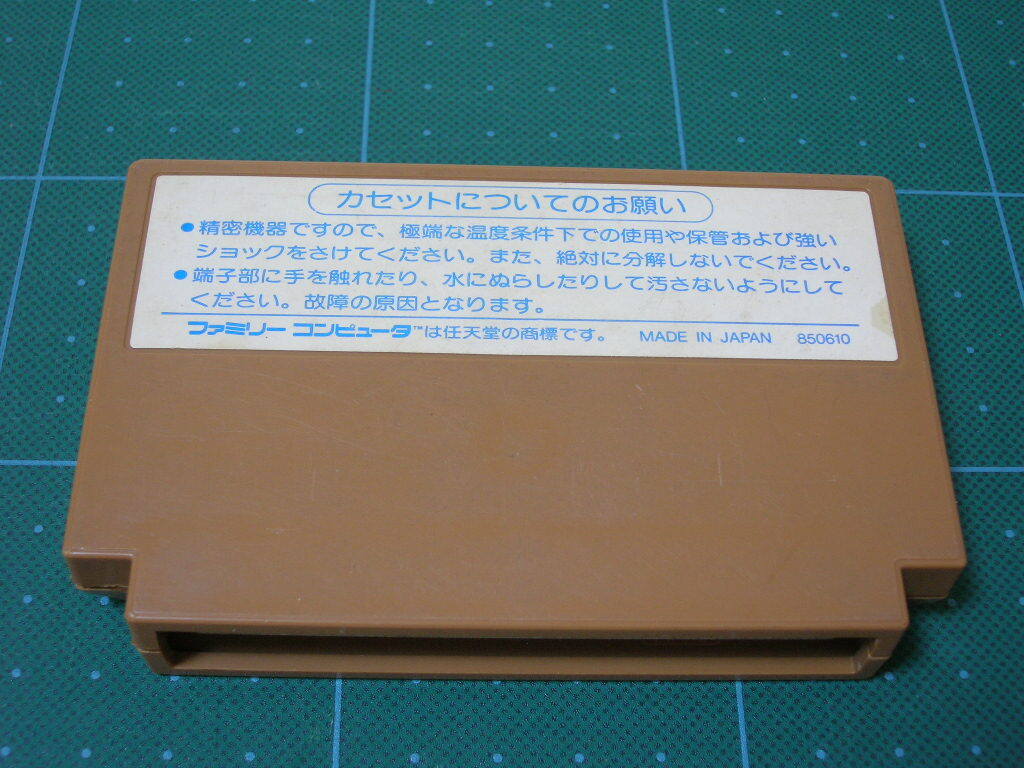 カセットについてのお願い
●精密機器ですので、極端な温度条件下での使用や保管および強い
ショックをさけてください。また、絶対に分解しないでください。
●端子部に手を触れたり、水にぬらしたりして汚さないようにして
ください。故障の原因となります。
ファミリー コンピュータ™は任天堂の商標です。 MADE IN JAPAN 850610